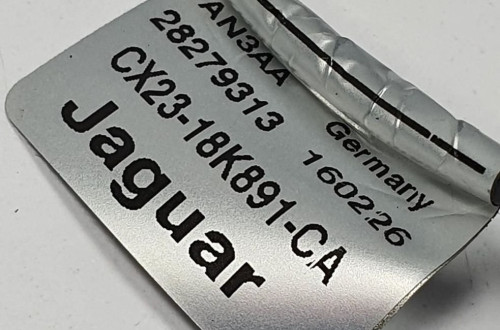 AN3AA Germany
28279313 160226
CX23-18K891-CA
Jaguar